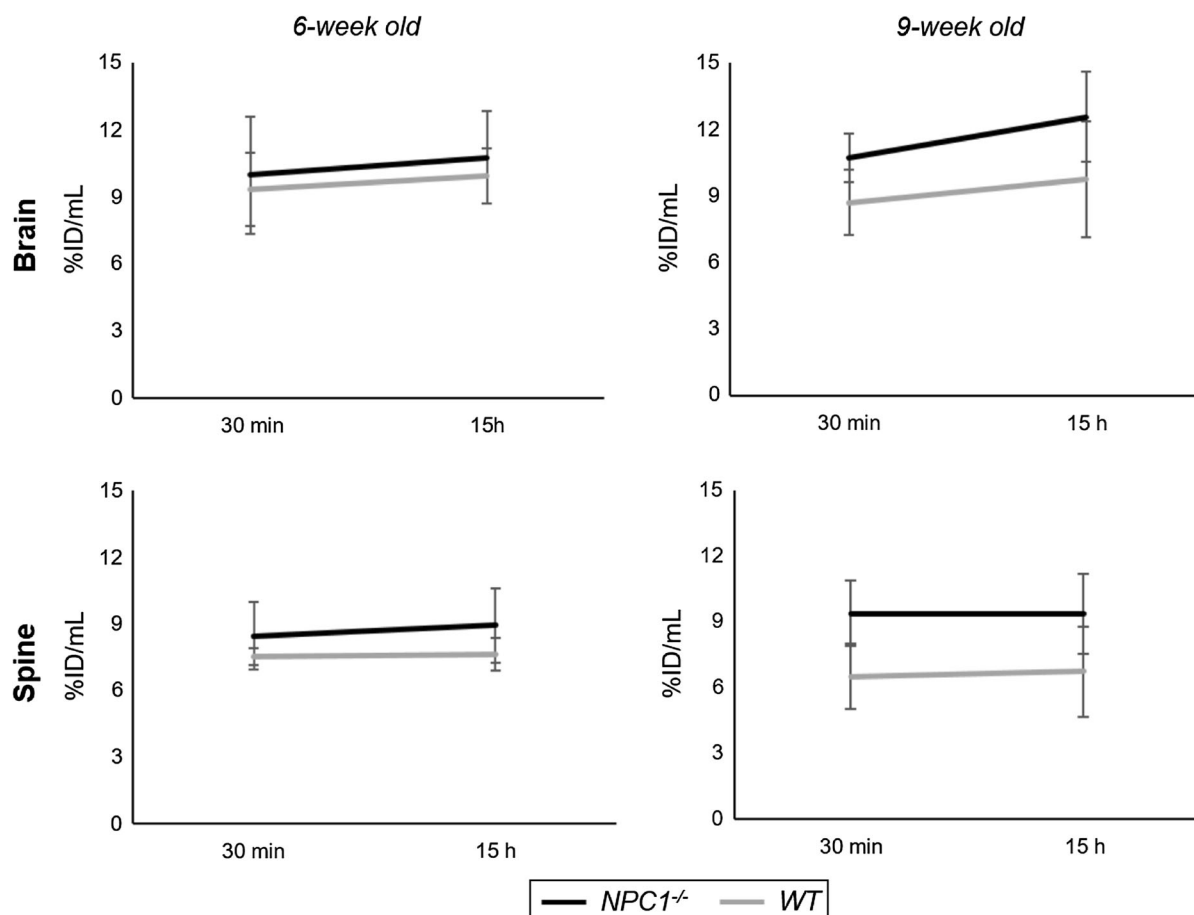 6-week old
9-week old
Brain
%ID/mL
15
12
9
6
3
0
30 min
15h
%ID/mL
15
12
9
6
3
0
30 min
15 h
Spine
%ID/mL
15
12
9
6
3
0
30 min
15 h
%ID/mL
15
12
9
6
3
0
30 min
15 h
NPC1-/-
WT